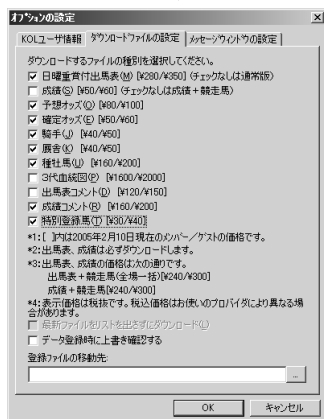 オプションの設定
KOLユーザ情報 ダウンロードファイルの設定 メッセージウィンドウの設定
ダウンロードするファイルの種別を選択してください。
日曜重賞付出馬表(M) [¥280/¥350] (チェックなしは通常版)
成績(S) [¥50/¥60] (チェックなしは成績+競走馬)
予想オッズ(O) [¥80/¥100]
確定オッズ(E) [¥50/¥60]
騎手(J) [¥40/¥50]
厩舎(K) [¥40/¥50]
種牡馬(U) [¥160/¥200]
3代血統図(P) [¥1600/¥2000]
出馬表コメント(D) [¥120/¥150]
成績コメント(R) [¥160/¥200]
特別登録馬(T) [¥30/¥40]
*1:[ ]内は2005年2月10日現在のメンバー/ゲストの価格です。
*2:出馬表、成績は必ずダウンロードします。
*3:出馬表、成績の価格は次の通りです。
出馬表+競走馬(全場一括)[¥240/¥300]
成績+競走馬[¥240/¥300]
*4:表示価格は税抜です。税込価格はお使いのプロバイダにより異なる場
合があります。
最新ファイルをリストを出さずにダウンロード(L)
データ登録時に上書き確認する
登録ファイルの移動先:
...
OK キャンセル